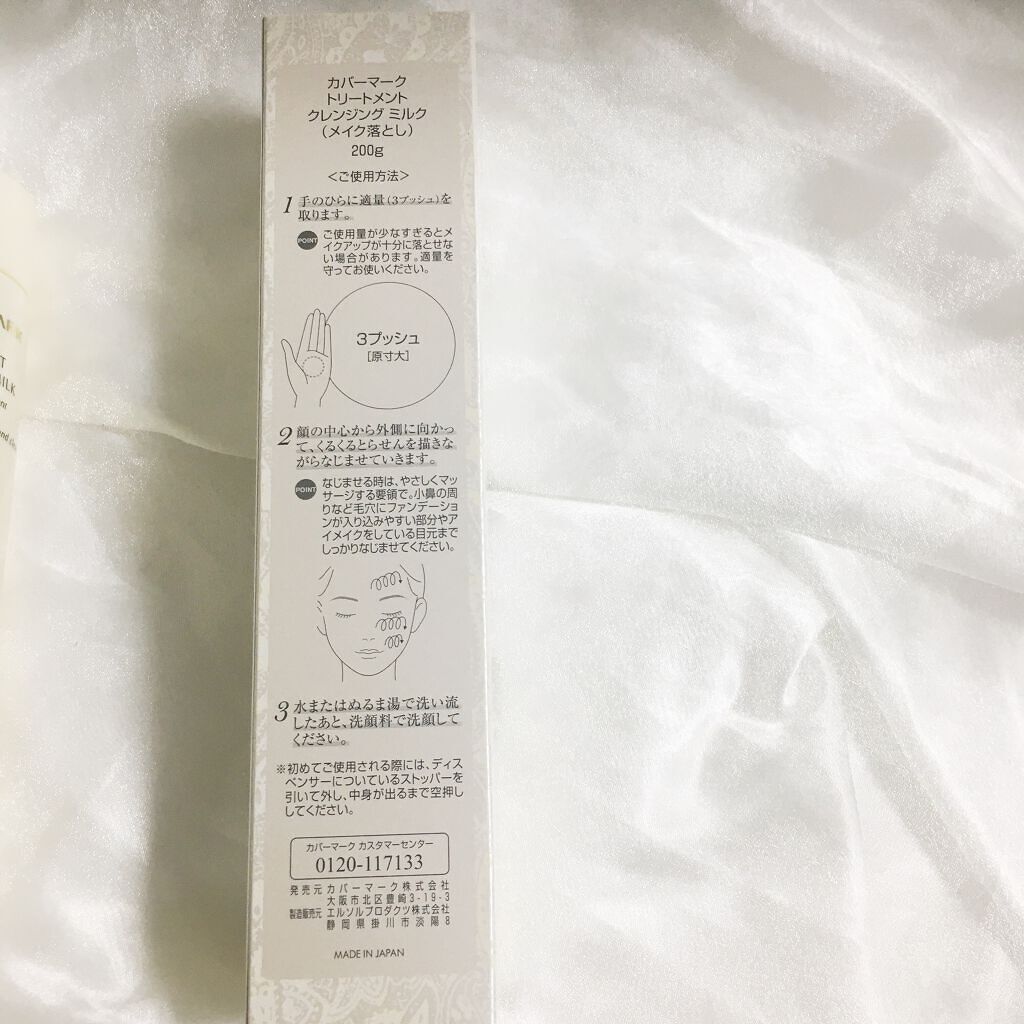 カバーマーク
トリートメント
クレンジング ミルク
（メイク落とし）
200g
＜ご使用方法＞
1 手のひらに適量（3プッシュ）を
取ります。
POINT ご使用量が少なすぎるとメ
イクアップが十分に落とせな
い場合があります。適量を
守ってお使いください。
3プッシュ
［原寸大］
2 顔の中心から外側に向かっ
て、くるくるとらせんを描きな
がらなじませていきます。
POINT なじませる時は、やさしくマッ
サージする要領で。小鼻の周
りなど毛穴にファンデーショ
ンが入り込みやすい部分やア
イメイクをしている目元まで
しっかりなじませてください。
3 水またはぬるま湯で洗い流
したあと、洗顔料で洗顔して
ください。
※初めてご使用される際には、ディス
ペンサーについているストッパーを
引いて外し、中身が出るまで空押し
してください。
カバーマーク カスタマーセンター
0120-117133
発売元 カバーマーク株式会社
大阪市北区豊崎3-19-3
製造販売元 エルソルプロダクツ株式会社
静岡県掛川市淡陽8
MADE IN JAPAN